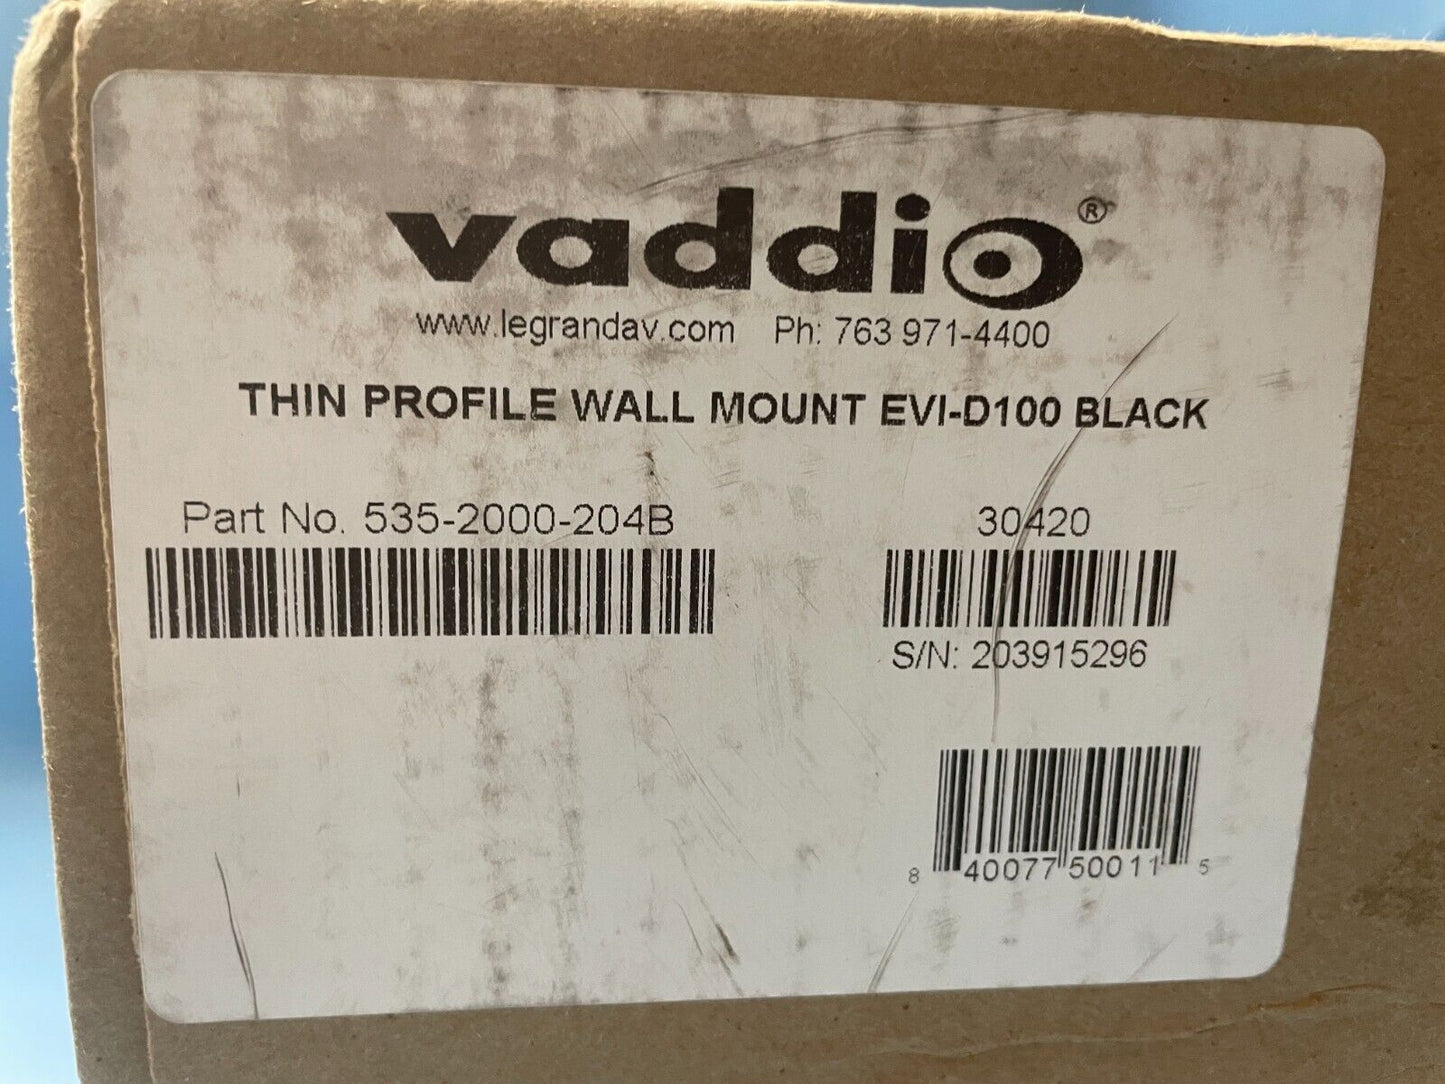 vaddio®
www.legrandav.com Ph: 763 971-4400
THIN PROFILE WALL MOUNT EVI-D100 BLACK
Part No. 535-2000-204B
30420
S/N: 203915296
8 40077 50011 5